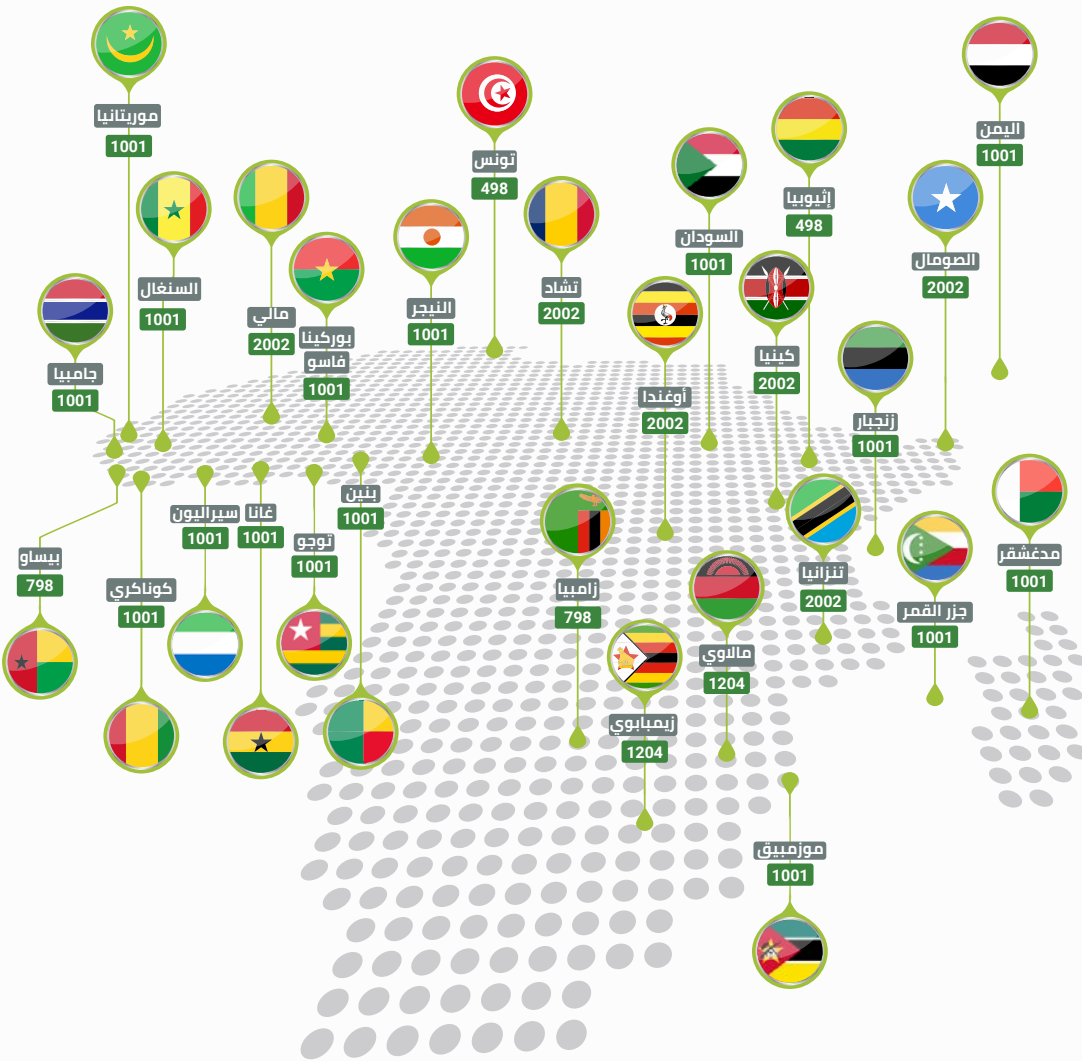 موريتانيا
1001
اليمن
1001
تونس
498
إثيوبيا
498
السودان
1001
الصومال
2002
السنغال
1001
تشاد
2002
مالي
2002
النيجر
1001
بوركينا
فاسو
1001
كينيا
2002
جامبيا
1001
أوغندا
2002
زنجبار
1001
بنين
1001
سيراليون
1001
غانا
1001
توجو
1001
بيساو
798
كوناكري
1001
زامبيا
798
تنزانيا
2002
مدغشقر
1001
جزر القمر
1001
مالاوي
1204
زيمبابوي
1204
موزمبيق
1001